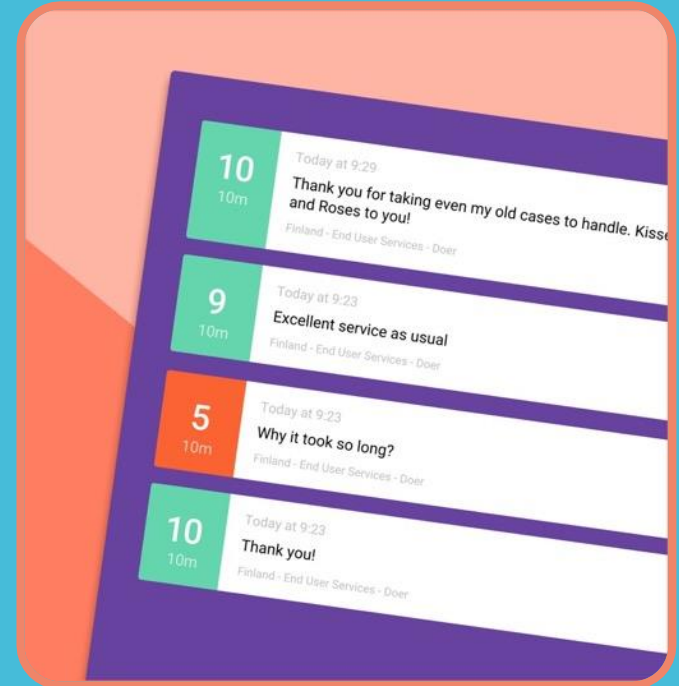 10
10m
Today at 9:29
Thank you for taking even my old cases to handle.
and Roses to you!
Finland - End User Services - Doer
9
10m
Today at 9:23
Excellent service as usual
Finland - End User Services - Doer
5
10m
Today at 9:23
Why it took so long?
Finland - End User Services - Doer
10
10m
Today at 9:23
Thank you!
Finland - End User Services - Doer